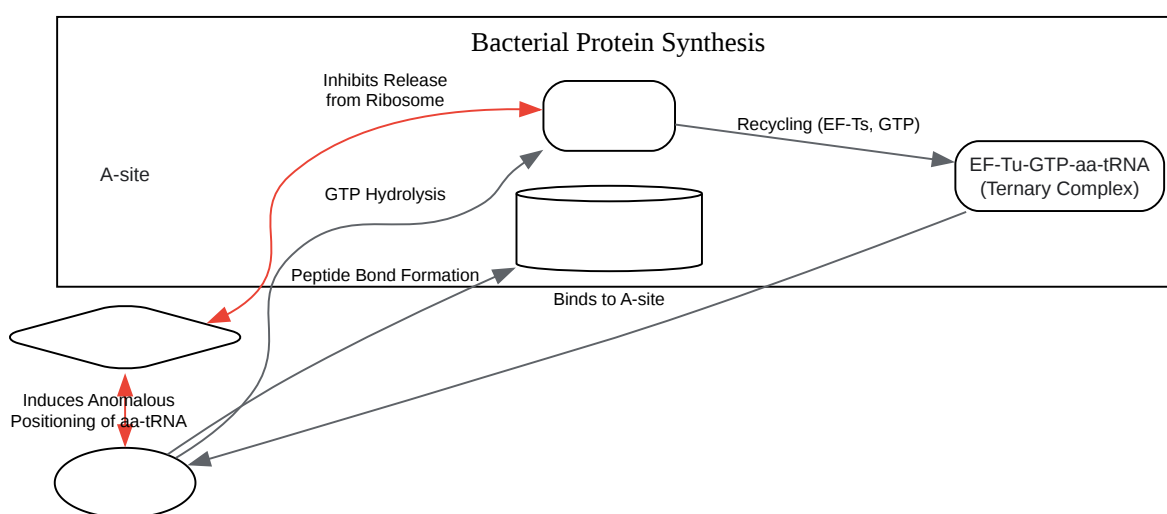 Bacterial Protein Synthesis
Inhibits Release
from Ribosome
Recycling (EF-Ts, GTP)
A-site
EF-Tu-GTP-aa-tRNA
(Ternary Complex)
GTP Hydrolysis
Peptide Bond Formation
Binds to A-site
Induces Anomalous
Positioning of aa-tRNA